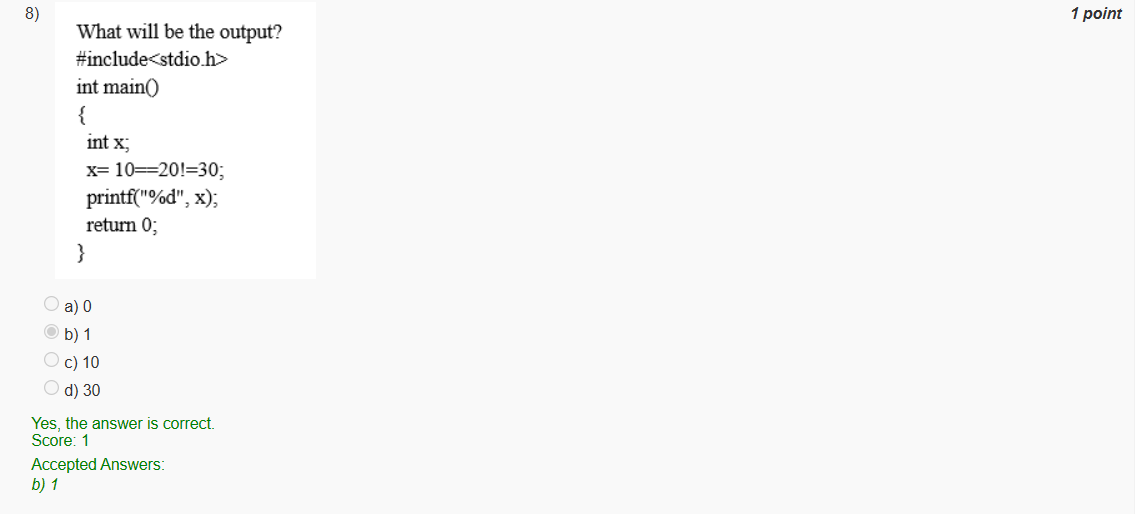 8)
1 point
What will be the output?
#include<stdio.h>
int main()
{
int x;
x= 10==20!=30;
printf("%d", x);
return 0;
}
a) 0
b) 1
c) 10
d) 30
Yes, the answer is correct.
Score: 1
Accepted Answers:
b) 1